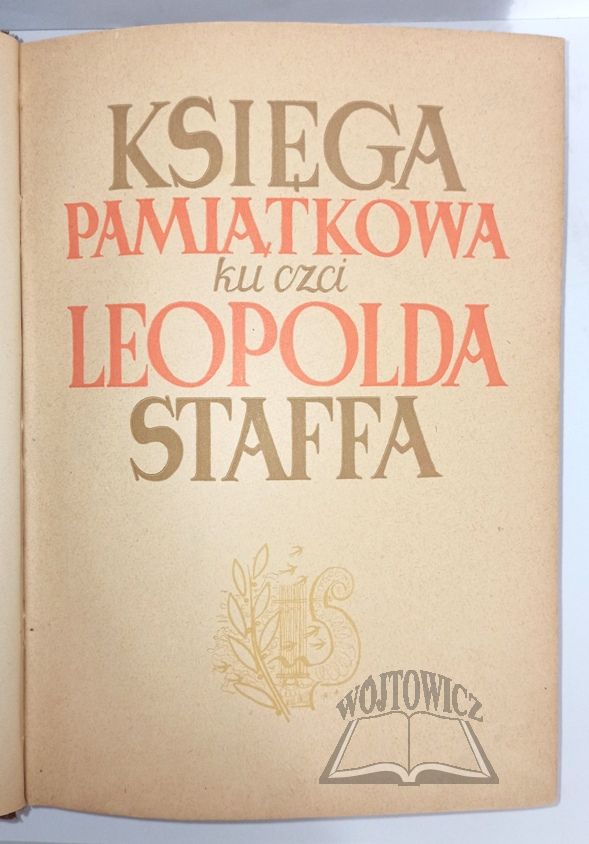 KSIĘGA
PAMIĄTKOWA
ku czci
LEOPOLDA
STAFFA
WÓJTOWICZ